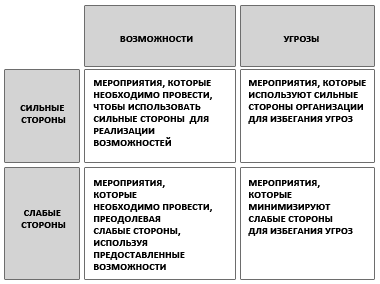 ВОЗМОЖНОСТИ
УГРОЗЫ
СИЛЬНЫЕ
СТОРОНЫ
МЕРОПРИЯТИЯ, КОТОРЫЕ
НЕОБХОДИМО ПРОВЕСТИ,
ЧТОБЫ ИСПОЛЬЗОВАТЬ
СИЛЬНЫЕ СТОРОНЫ ДЛЯ
РЕАЛИЗАЦИИ
ВОЗМОЖНОСТЕЙ
МЕРОПРИЯТИЯ, КОТОРЫЕ
ИСПОЛЬЗУЮТ СИЛЬНЫЕ
СТОРОНЫ ОРГАНИЗАЦИИ
ДЛЯ ИЗБЕГАНИЯ УГРОЗ
СЛАБЫЕ
СТОРОНЫ
МЕРОПРИЯТИЯ,
КОТОРЫЕ
НЕОБХОДИМО ПРОВЕСТИ,
ПРЕОДОЛЕВАЯ
СЛАБЫЕ СТОРОНЫ,
ИСПОЛЬЗУЯ
ПРЕДОСТАВЛЕННЫЕ
ВОЗМОЖНОСТИ
МЕРОПРИЯТИЯ,
КОТОРЫЕ
МИНИМИЗИРУЮТ
СЛАБЫЕ СТОРОНЫ
ДЛЯ ИЗБЕГАНИЯ УГРОЗ